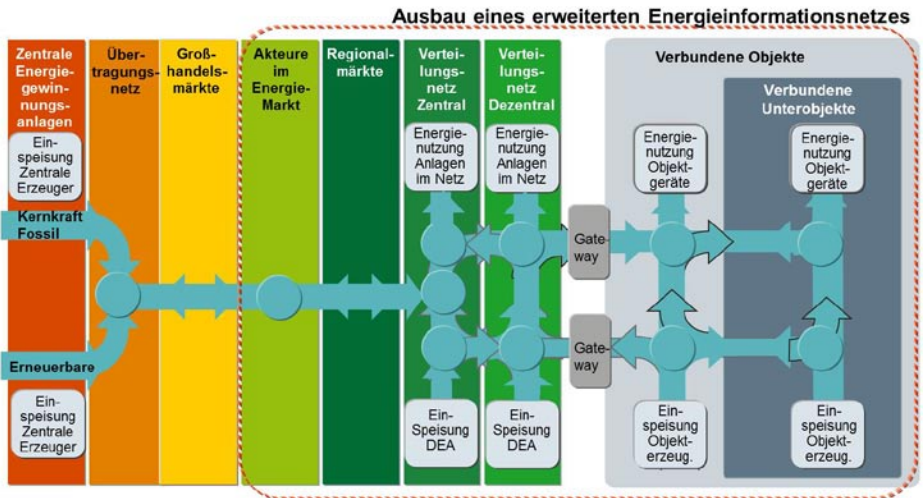 Ausbau eines erweiterten Energieinformationsnetzes
Zentrale
Energie-
gewin-
nungs-
anlagen
Über-
tragungs-
netz
Groß-
handels-
märkte
Akteure
im
Energie-
Markt
Regional-
märkte
Vertei-
lungs-
netz
Zentral
Vertei-
lungs-
netz
Dezentral
Verbundene Objekte
Verbundene
Unterobjekte
Ein-
speisung
Zentrale
Erzeuger
Energie-
nutzung
Anlagen
im Netz
Energie-
nutzung
Anlagen
im Netz
Energie-
nutzung
Objekt-
geräte
Energie-
nutzung
Objekt-
geräte
Kernkraft
Fossil
Gate-
way
Erneuerbare
Gate-
way
Ein-
speisung
Zentrale
Erzeuger
Ein-
Speisung
DEA
Ein-
Speisung
DEA
Ein-
speisung
Objekt-
erzeug.
Ein-
speisung
Objekt-
erzeug.